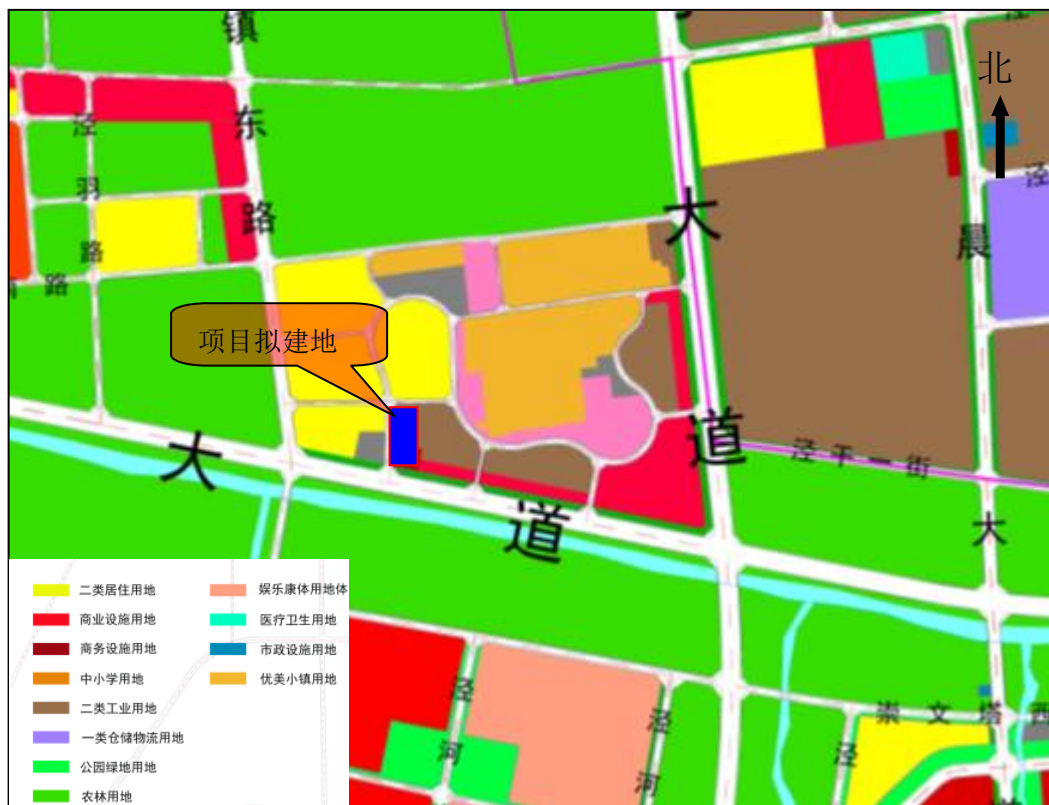 镇
东
路
泾
羽
路
路
北
大
道
晨
大
泾
项目拟建地
大
道
泾干一街
泾河
泾河
崇文塔西
泾
二类居住用地
商业设施用地
商务设施用地
中小学用地
二类工业用地
一类仓储物流用地
公园绿地用地
农林用地
娱乐康体用地体
医疗卫生用地
市政设施用地
优美小镇用地